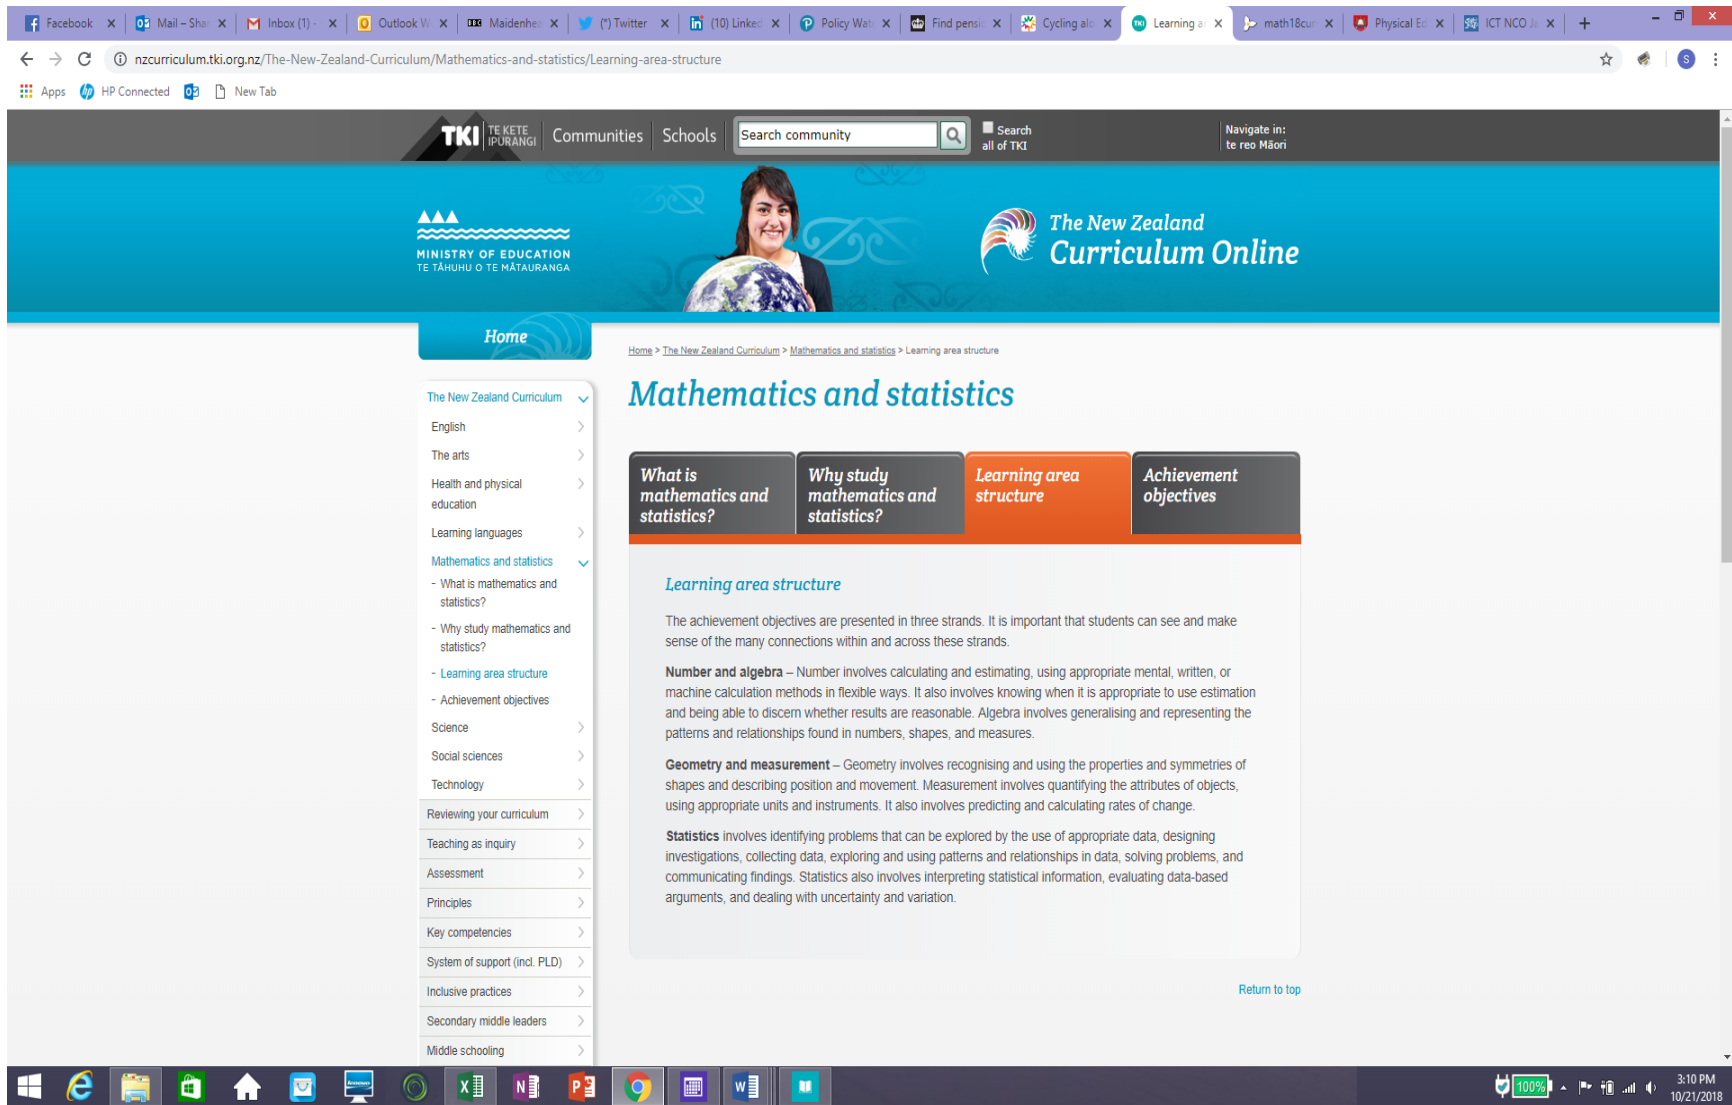 Facebook
Mail – Sha
Inbox (1) -
Outlook W
Maidenhea
(*) Twitter
(10) Linked
Policy Wat
Find pensio
Cycling alo
Learning a
math18cur
Physical Ed
ICT NCO Ja
nzcurriculum.tki.org.nz/The-New-Zealand-Curriculum/Mathematics-and-statistics/Learning-area-structure
S
Apps
HP Connected
New Tab
TKI TE KETE IPURANGI
Communities
Schools
Search community
Search
all of TKI
Navigate in:
te reo Māori
MINISTRY OF EDUCATION
TE TĀHUHU O TE MĀTAURANGA
The New Zealand
Curriculum Online
Home
Home > The New Zealand Curriculum > Mathematics and statistics > Learning area structure
The New Zealand Curriculum
English
The arts
Health and physical
education
Learning languages
Mathematics and statistics
- What is mathematics and
statistics?
- Why study mathematics and
statistics?
- Learning area structure
- Achievement objectives
Science
Social sciences
Technology
Reviewing your curriculum
Teaching as inquiry
Assessment
Principles
Key competencies
System of support (incl. PLD)
Inclusive practices
Secondary middle leaders
Middle schooling
Mathematics and statistics
What is
mathematics and
statistics?
Why study
mathematics and
statistics?
Learning area
structure
Achievement
objectives
Learning area structure
The achievement objectives are presented in three strands. It is important that students can see and make
sense of the many connections within and across these strands.
Number and algebra – Number involves calculating and estimating, using appropriate mental, written, or
machine calculation methods in flexible ways. It also involves knowing when it is appropriate to use estimation
and being able to discern whether results are reasonable. Algebra involves generalising and representing the
patterns and relationships found in numbers, shapes, and measures.
Geometry and measurement – Geometry involves recognising and using the properties and symmetries of
shapes and describing position and movement. Measurement involves quantifying the attributes of objects,
using appropriate units and instruments. It also involves predicting and calculating rates of change.
Statistics involves identifying problems that can be explored by the use of appropriate data, designing
investigations, collecting data, exploring and using patterns and relationships in data, solving problems, and
communicating findings. Statistics also involves interpreting statistical information, evaluating data-based
arguments, and dealing with uncertainty and variation.
Return to top
100%
3:10 PM
10/21/2018